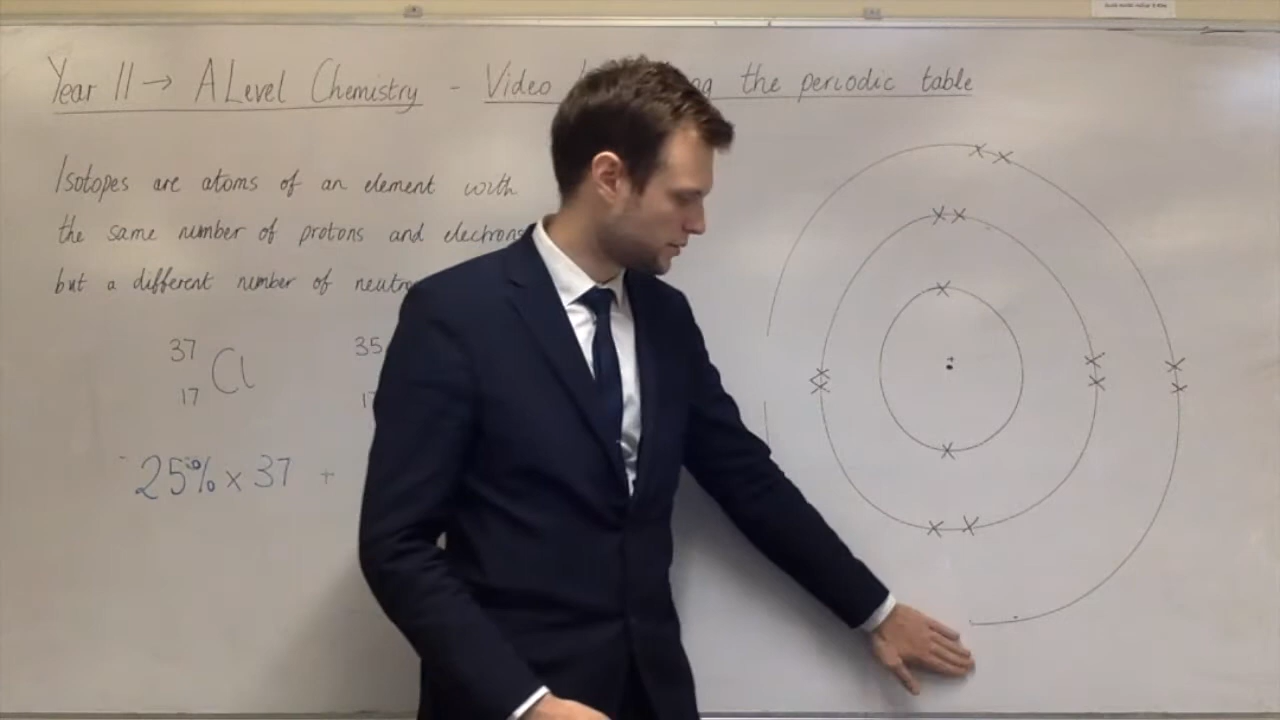 Year 11 → A Level Chemistry - Video the periodic table
Isotopes are atoms of an element with
the same number of protons and electrons
but a different number of
37
17 Cl
35
25% x 37 +